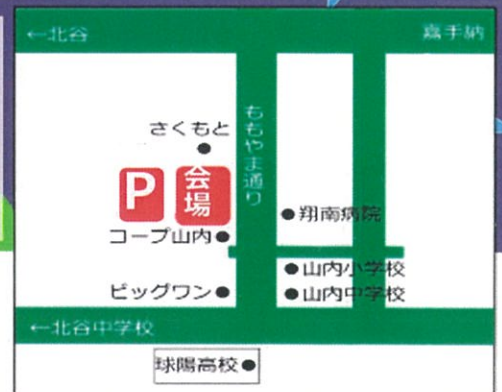 ←北谷
嘉手納
ももやま通り
さくもと
P
会場
翔南病院
コープ山内
山内小学校
ビッグワン
山内中学校
←北谷中学校
球陽高校